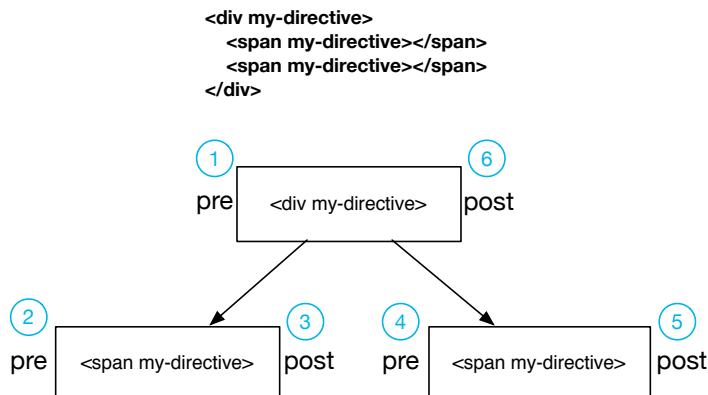 <div my-directive>
<span my-directive></span>
<span my-directive></span>
</div>
1 6
pre <div my-directive> post
2 3 4 5
pre <span my-directive> post pre <span my-directive> post